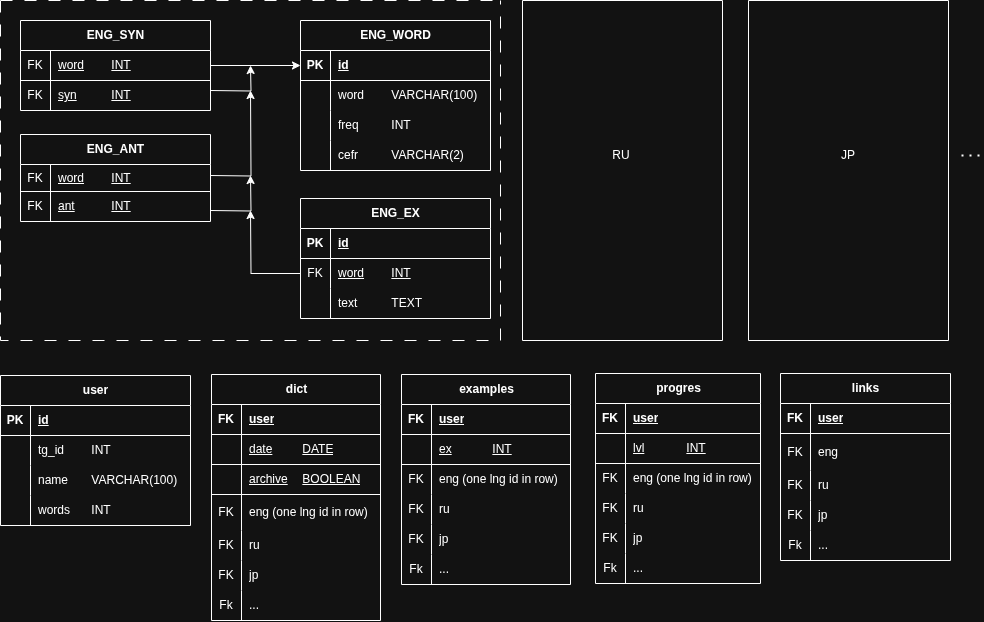 ENG_SYN
FK word INT
FK syn INT
ENG_WORD
PK id
word VARCHAR(100)
freq INT
cefr VARCHAR(2)
ENG_ANT
FK word INT
FK ant INT
ENG_EX
PK id
FK word INT
text TEXT
RU
JP
...
user
PK id
tg_id INT
name VARCHAR(100)
words INT
dict
FK user
date DATE
archive BOOLEAN
FK eng (one lng id in row)
FK ru
FK jp
Fk ...
examples
FK user
ex INT
FK eng (one lng id in row)
FK ru
FK jp
Fk ...
progres
FK user
lvl INT
FK eng (one lng id in row)
FK ru
FK jp
Fk ...
links
FK user
FK eng
FK ru
FK jp
Fk ...